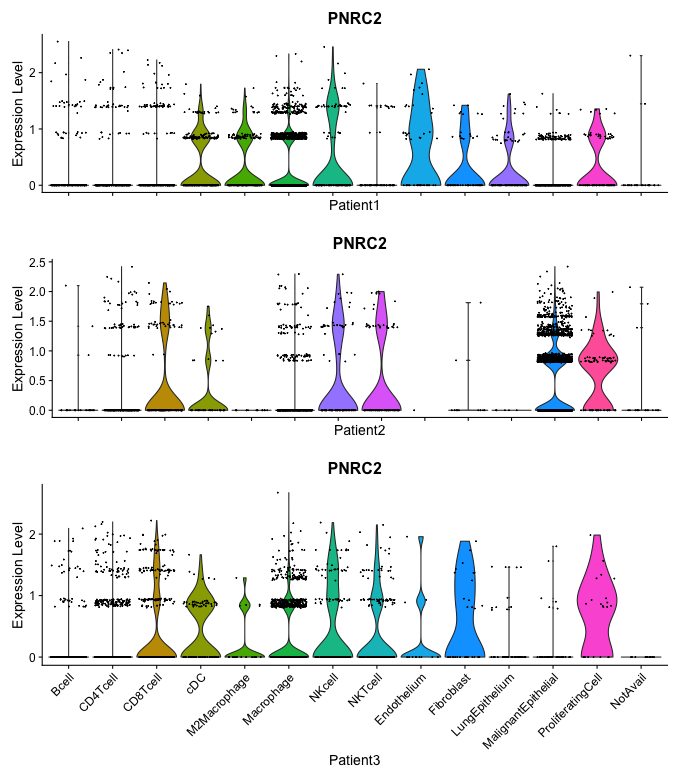 PNRC2
Expression Level
2
1
0
Patient1
PNRC2
Expression Level
2.5
2.0
1.5
1.0
0.5
0.0
Patient2
PNRC2
Expression Level
2
1
0
Bcell
CD4Tcell
CD8Tcell
cDC
M2Macrophage
Macrophage
NKcell
NKTcell
Endothelium
Fibroblast
LungEpithelium
MalignantEpithelial
ProliferatingCell
NotAvail
Patient3